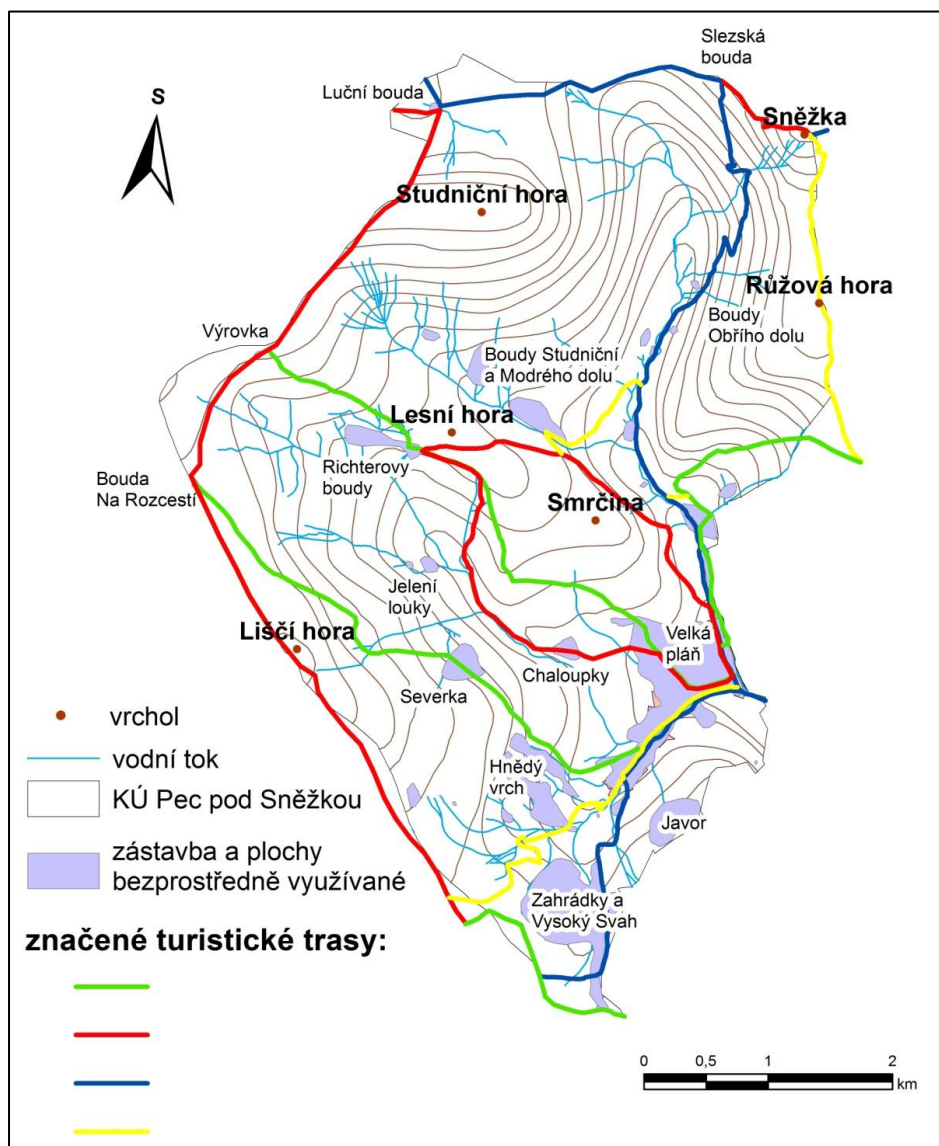 Slezská
bouda
Luční bouda
S
Sněžka
Studniční hora
Růžová hora
Boudy
Obřího dolu
Výrovka
Boudy Studniční
a Modrého dolu
Lesní hora
Richterovy
boudy
Bouda
Na Rozcestí
Smrčina
Jelení
louky
Liščí hora
Velká
pláň
Chaloupky
Severka
Hnědý
vrch
Javor
Zahrádky a
Vysoký Svah
vrchol
vodní tok
KÚ Pec pod Sněžkou
zástavba a plochy
bezprostředně využívané
značené turistické trasy:
0 0,5 1 2
km